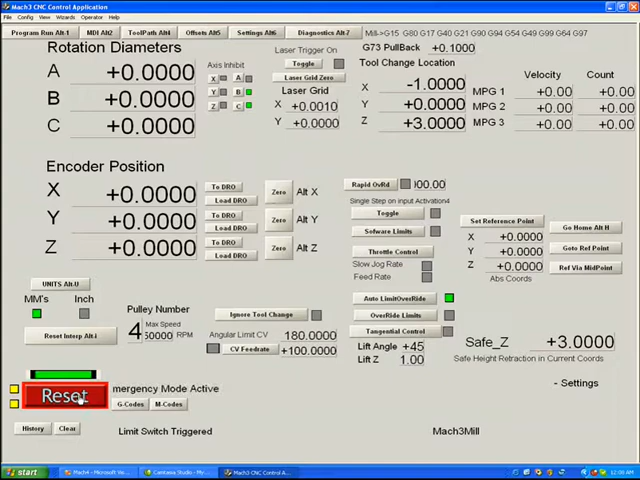 Mach3 CNC Control Application
File Config View Wizards Operator PlugIn Control Help
Program Run Alt-1 MDI Alt2 ToolPath Alt4 Offsets Alt5 Settings Alt6 Diagnostics Alt-7 Mill->G15 G80 G17 G40 G21 G90 G94 G54 G49 G99 G64 G97
Rotation Diameters
A +0.0000
B +0.0000
C +0.0000
Axis Inhibit
X A
Y B
Z C
Laser Trigger On
Toggle
Laser Grid Zero
Laser Grid
X +0.0010
Y +0.0000
G73 PullBack +0.1000
Tool Change Location
X -1.0000
Y +0.0000
Z +3.0000
Velocity Count
MPG 1 +0.00 +0.00
MPG 2 +0.00 +0.00
MPG 3 +0.00 +0.00
Encoder Position
X +0.0000 To DRO Load DRO Zero Alt X
Y +0.0000 To DRO Load DRO Zero Alt Y
Z +0.0000 To DRO Load DRO Zero Alt Z
Rapid OvRd 000.00
Single Step on input Activation4
Toggle
Sofware Limits
Throttle Control
Slow Jog Rate
Feed Rate
Set Reference Point
X +0.0000
Y +0.0000
Z +0.0000
Abs Coords
Go Home Alt H
Goto Ref Point
Ref Via MidPoint
UNITS Alt.U
MM's Inch
Reset Interp Alt.i
Pulley Number
4 Max Speed
50000 RPM
Ignore Tool Change
Angular Limit CV 180.0000
CV Feedrate +100.0000
Auto LimitOverRide
OverRide Limits
Tangential Control
Lift Angle +45
Lift Z 1.00
Safe_Z +3.0000
Safe Height Retraction in Current Coords
- Settings
Reset
mergency Mode Active
G-Codes M-Codes
History Clear Limit Switch Triggered Mach3Mill
start Mach4 - Microsoft Vi... Camtasia Studio - My... Mach3 CNC Control A... 12:08 AM